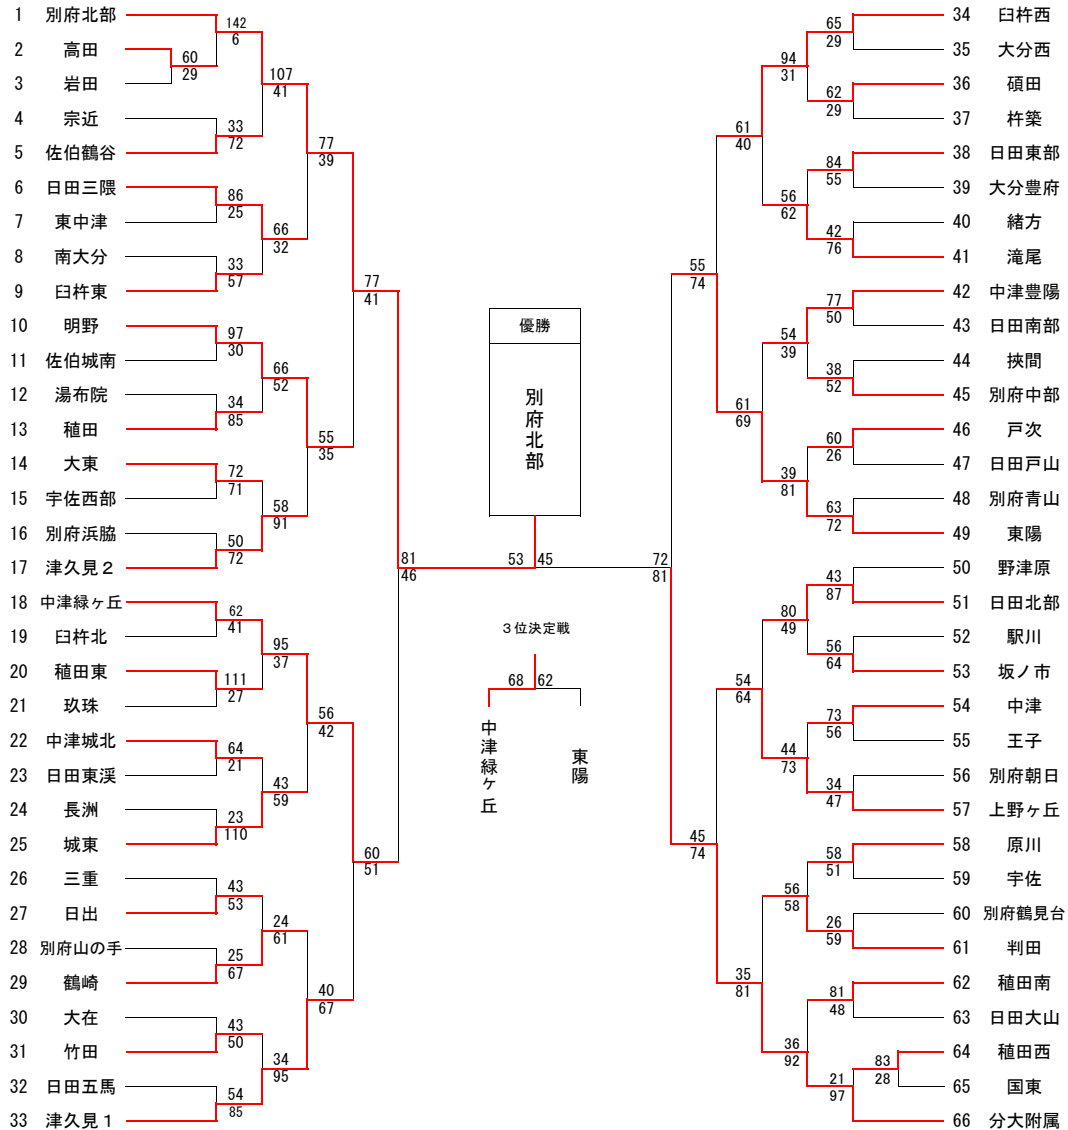 1 別府北部
2 高田
3 岩田
4 宗近
5 佐伯鶴谷
6 日田三隈
7 東中津
8 南大分
9 臼杵東
10 明野
11 佐伯城南
12 湯布院
13 稙田
14 大東
15 宇佐西部
16 別府浜脇
17 津久見２
18 中津緑ヶ丘
19 臼杵北
20 稙田東
21 玖珠
22 中津城北
23 日田東渓
24 長洲
25 城東
26 三重
27 日出
28 別府山の手
29 鶴崎
30 大在
31 竹田
32 日田五馬
33 津久見１
60
29
142
6
33
72
86
25
33
57
97
30
34
85
72
71
50
72
62
41
111
27
64
21
23
110
43
53
25
67
43
50
54
85
107
41
66
32
66
52
58
91
95
37
43
59
24
61
34
95
77
39
55
35
56
42
40
67
77
41
60
51
81
46
優勝
別府北部
53 45
３位決定戦
68 62
中津緑ヶ丘
東陽
72
81
55
74
45
74
61
40
61
69
54
64
35
81
94
31
56
62
54
39
39
81
80
49
44
73
56
58
36
92
65
29
62
29
84
55
42
76
77
50
38
52
60
26
63
72
43
87
56
64
73
56
34
47
58
51
26
59
81
48
21
97
83
28
34 臼杵西
35 大分西
36 碩田
37 杵築
38 日田東部
39 大分豊府
40 緒方
41 滝尾
42 中津豊陽
43 日田南部
44 挾間
45 別府中部
46 戸次
47 日田戸山
48 別府青山
49 東陽
50 野津原
51 日田北部
52 駅川
53 坂ノ市
54 中津
55 王子
56 別府朝日
57 上野ヶ丘
58 原川
59 宇佐
60 別府鶴見台
61 判田
62 稙田南
63 日田大山
64 稙田西
65 国東
66 分大附属